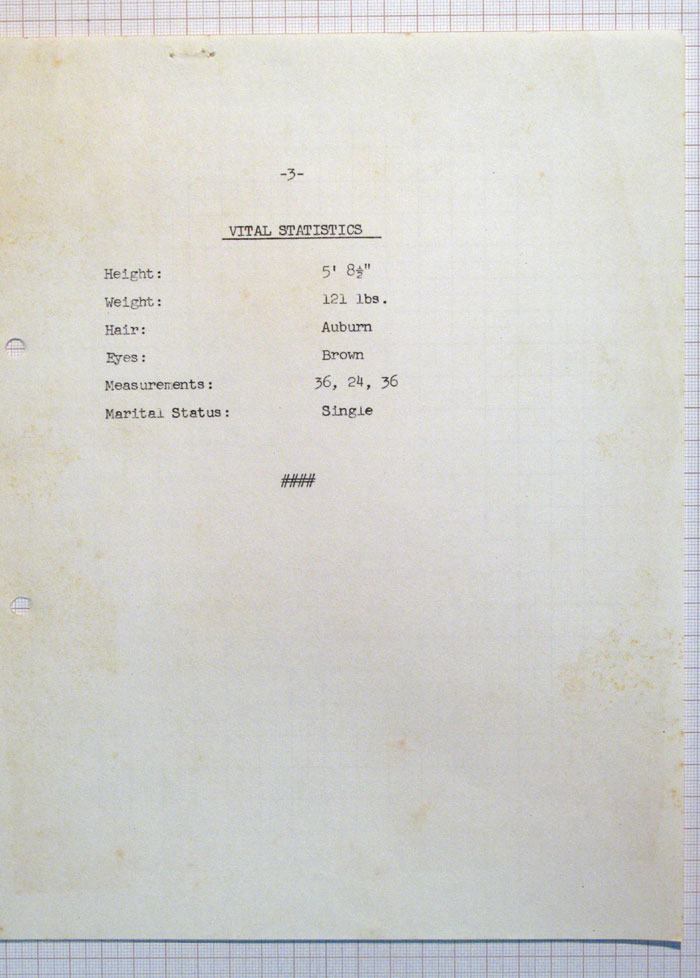 -3-
VITAL STATISTICS
Height: 5' 8½"
Weight: 121 lbs.
Hair: Auburn
Eyes: Brown
Measurements: 36, 24, 36
Marital Status: Single
####